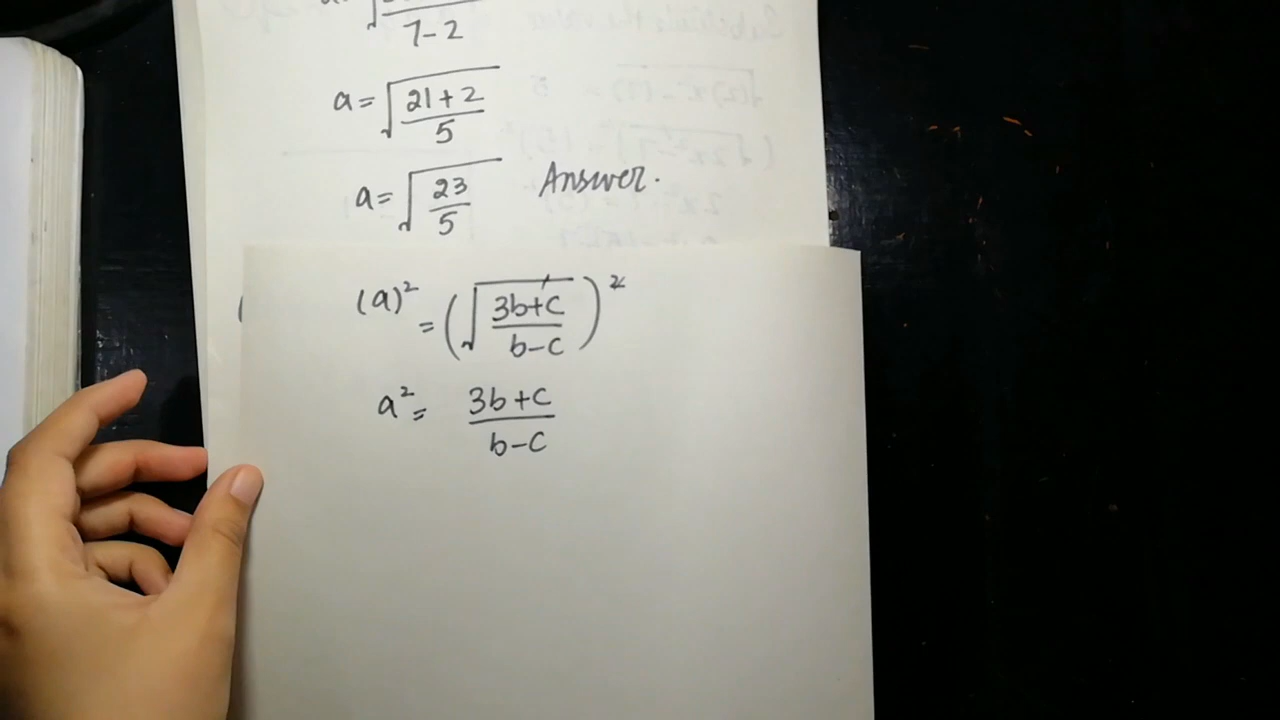 7-2
a = √(21+2)/5
a = √23/5 Answer.
(a)² = (√(3b+c)/(b-c))²
a² = (3b+c)/(b-c)